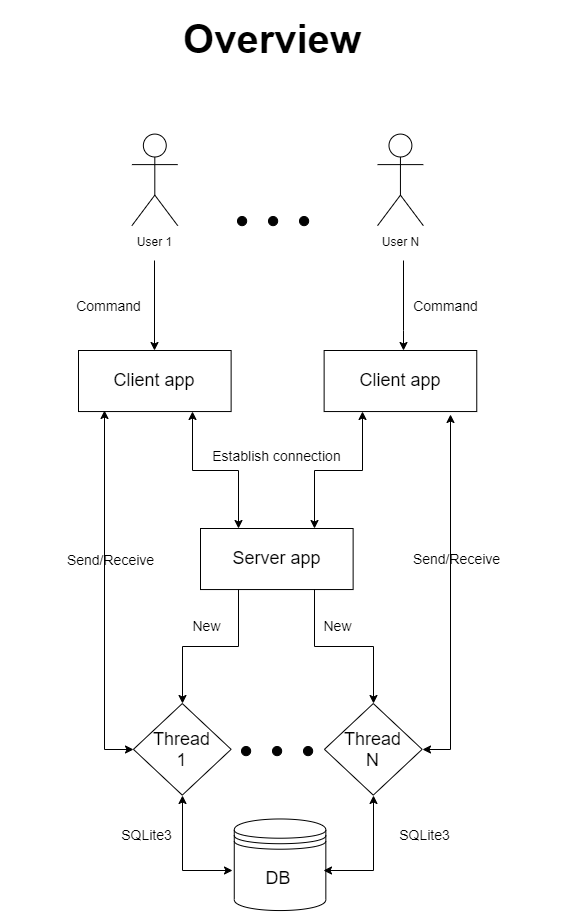 Overview
User 1
User N
Command
Command
Client app
Client app
Establish connection
Server app
Send/Receive
Send/Receive
New
New
Thread
1
Thread
N
SQLite3
SQLite3
DB